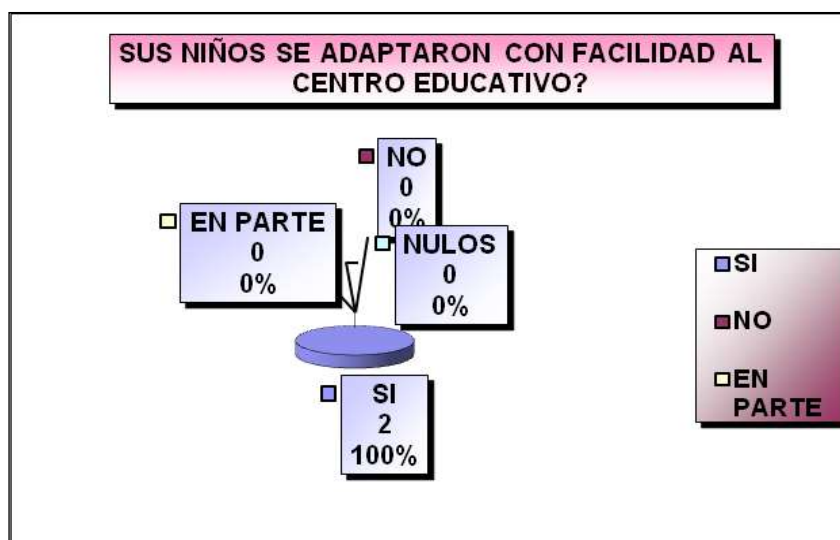 SUS NIÑOS SE ADAPTARON CON FACILIDAD AL
CENTRO EDUCATIVO?
NO
0
0%
EN PARTE
0
0%
NULOS
0
0%
SI
2
100%
SI
NO
EN
PARTE